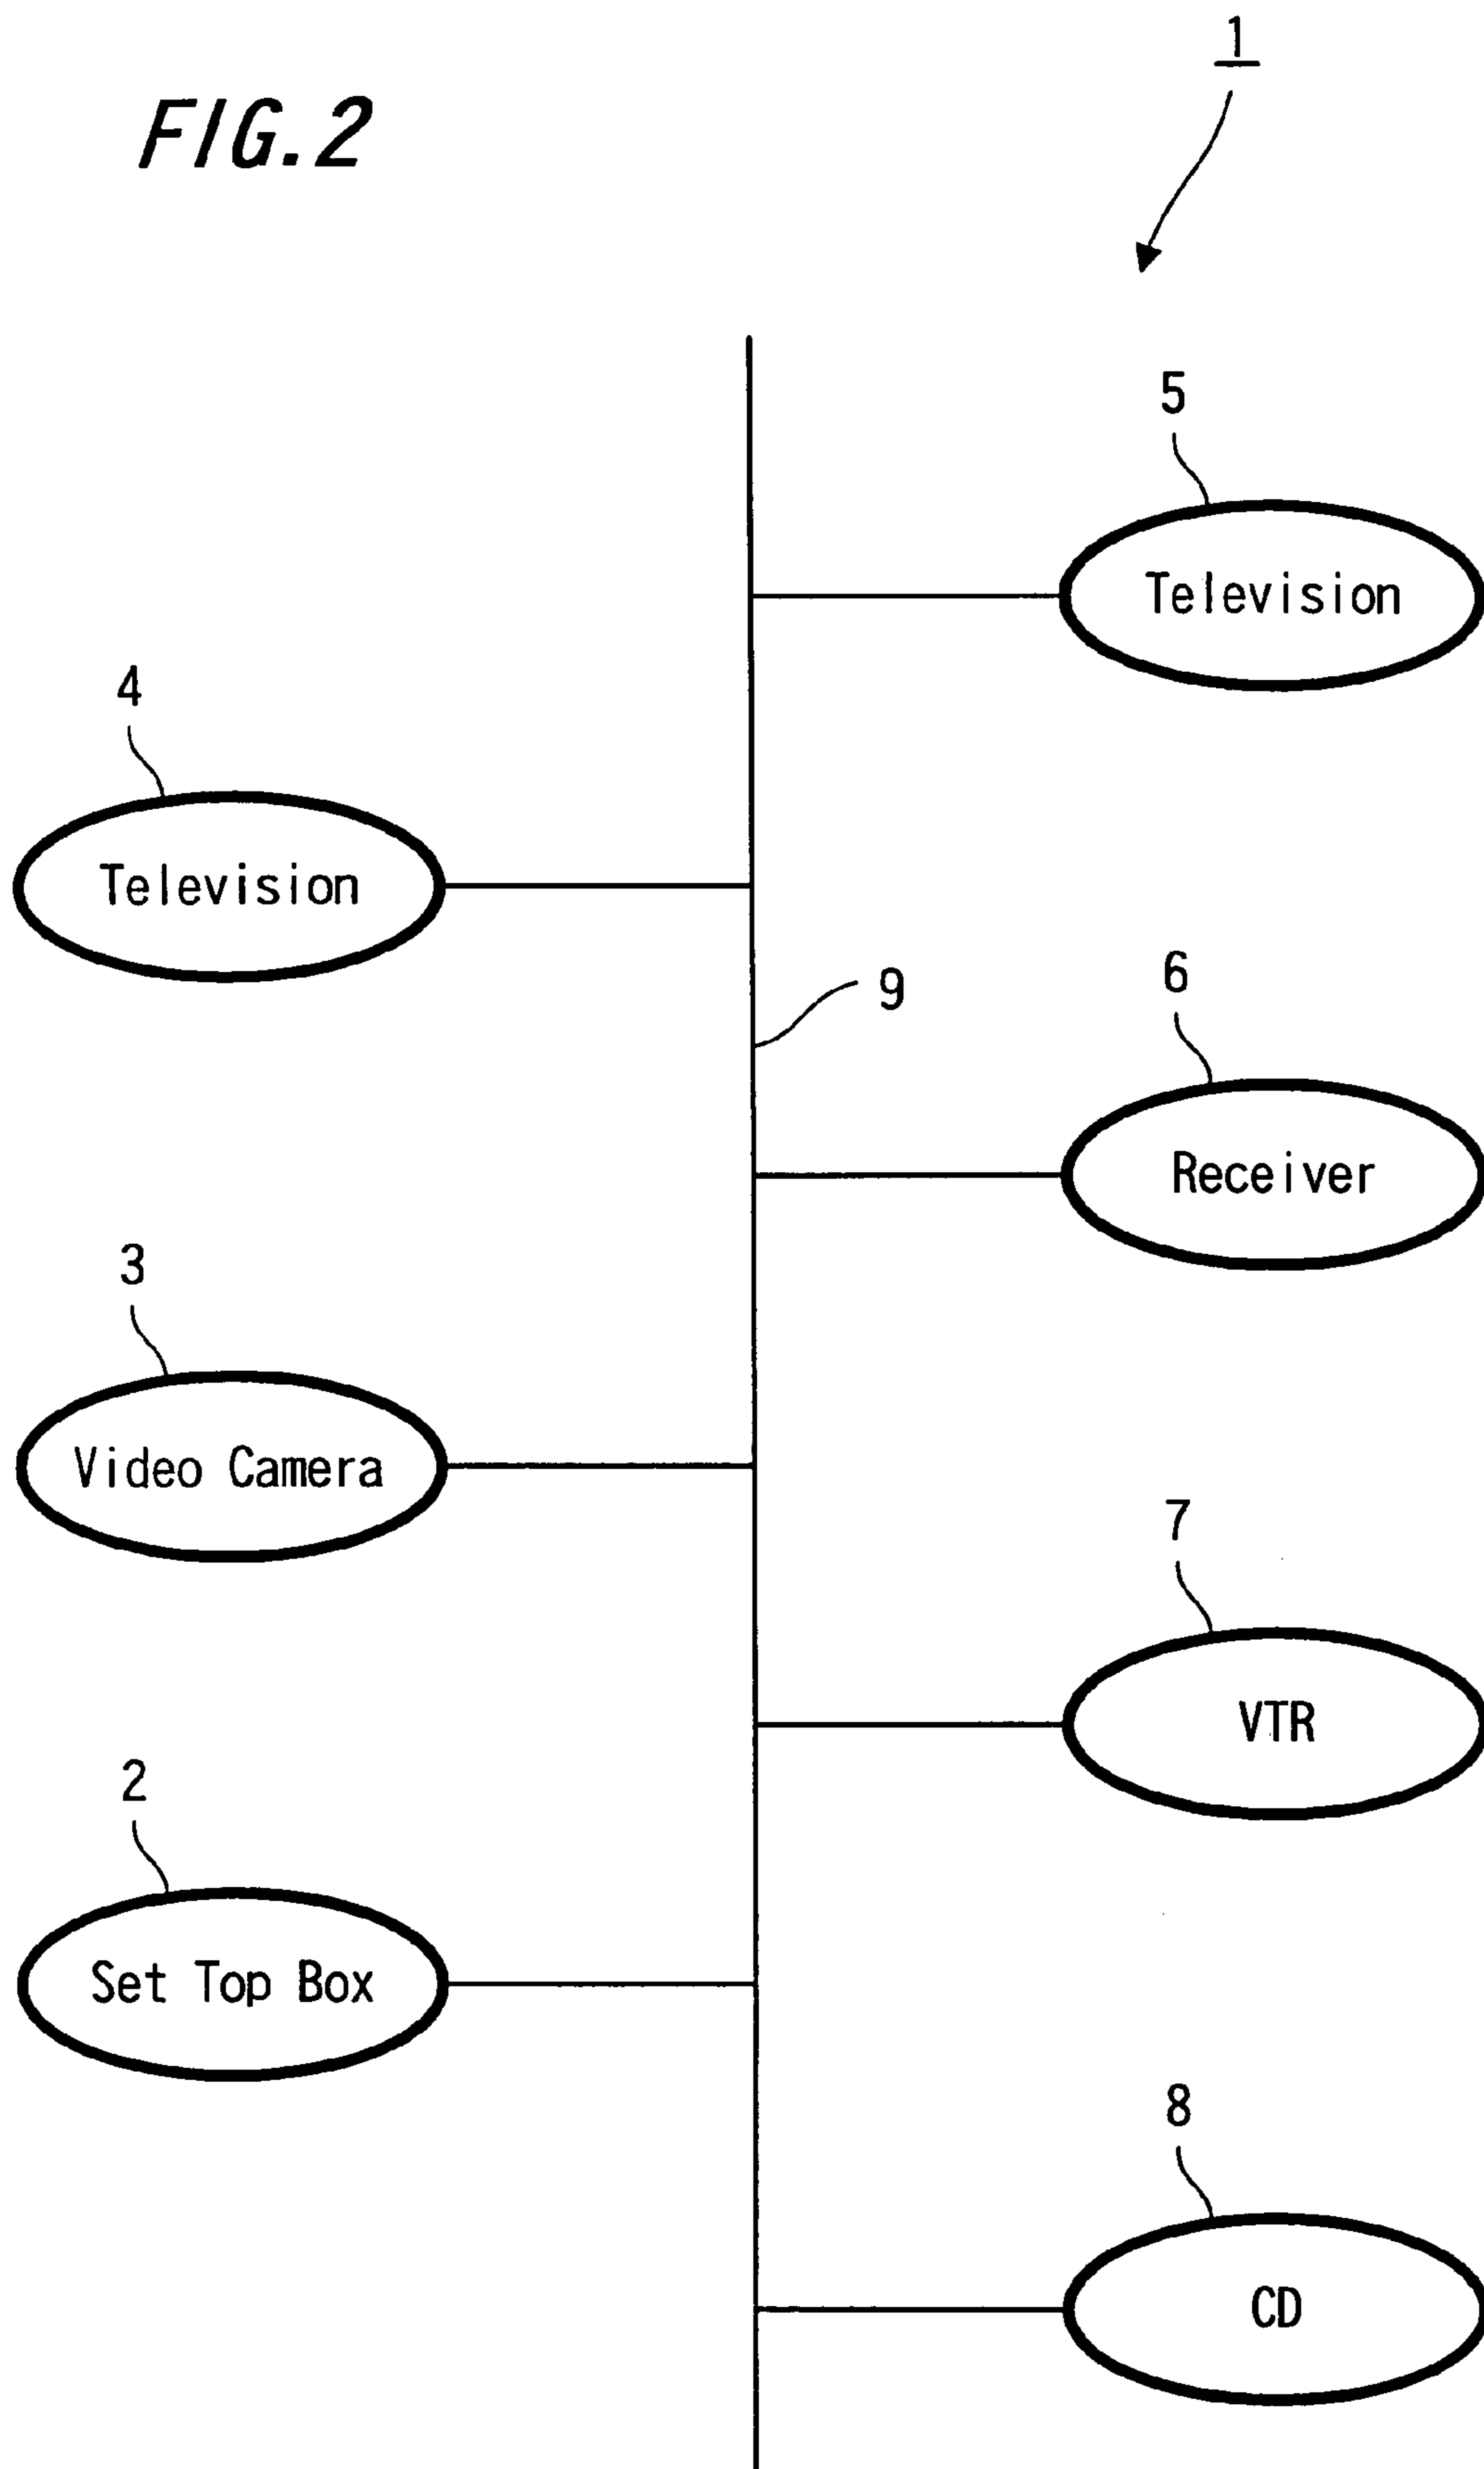 1
FIG.2
5
Television
4
Television
9
6
Receiver
3
Video Camera
7
VTR
2
Set Top Box
8
CD